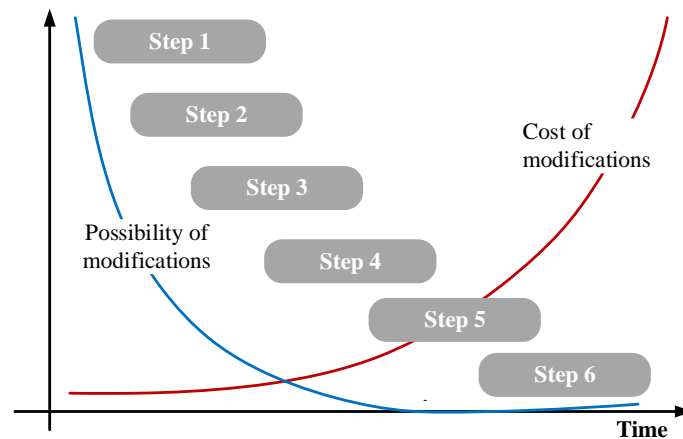 Step 1
Step 2
Cost of
modifications
Step 3
Possibility of
modifications
Step 4
Step 5
Step 6
Time